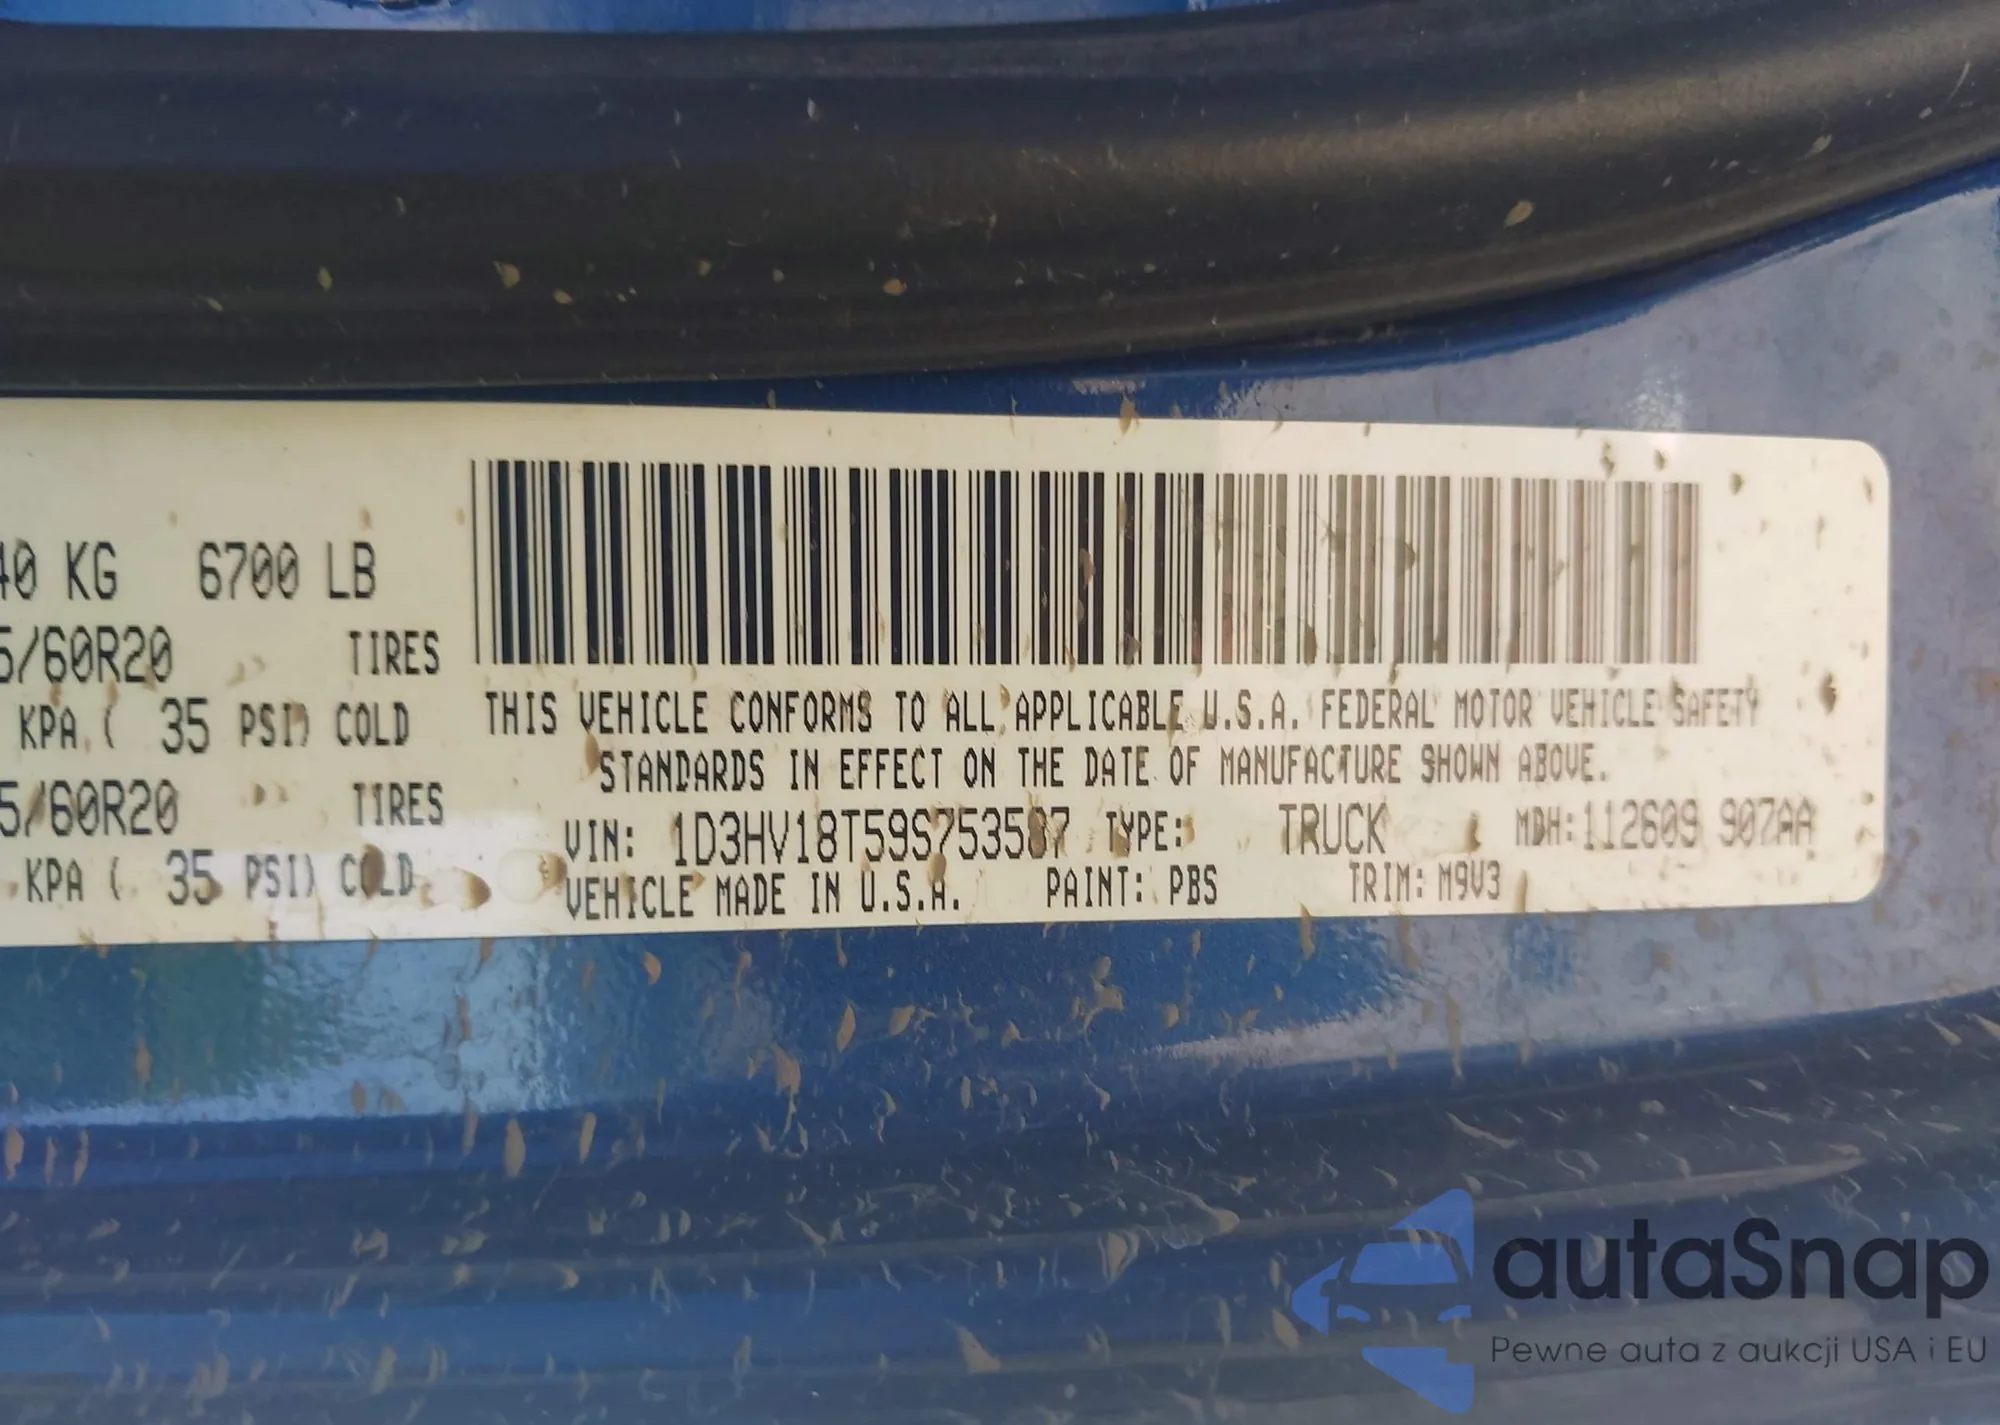 40 KG 6700 LB
5/60R20 TIRES
KPA ( 35 PSI) COLD
5/60R20 TIRES
KPA ( 35 PSI) COLD
THIS VEHICLE CONFORMS TO ALL APPLICABLE U.S.A. FEDERAL MOTOR VEHICLE SAFETY
STANDARDS IN EFFECT ON THE DATE OF MANUFACTURE SHOWN ABOVE.
VIN: 1D3HV18T59S753587 TYPE: TRUCK MDH:112609 907AA
VEHICLE MADE IN U.S.A. PAINT: PBS TRIM: M9V3
autaSnap
Pewne auta z aukcji USA i EU